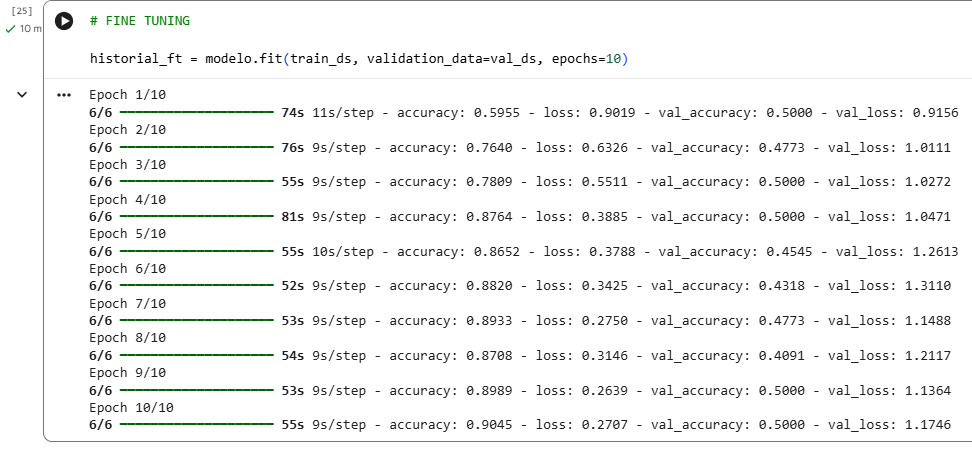 [25]
10 m
# FINE TUNING
historial_ft = modelo.fit(train_ds, validation_data=val_ds, epochs=10)
Epoch 1/10
6/6 ━━━━━━━━━━━━━━━━━━━━ 74s 11s/step - accuracy: 0.5955 - loss: 0.9019 - val_accuracy: 0.5000 - val_loss: 0.9156
Epoch 2/10
6/6 ━━━━━━━━━━━━━━━━━━━━ 76s 9s/step - accuracy: 0.7640 - loss: 0.6326 - val_accuracy: 0.4773 - val_loss: 1.0111
Epoch 3/10
6/6 ━━━━━━━━━━━━━━━━━━━━ 55s 9s/step - accuracy: 0.7809 - loss: 0.5511 - val_accuracy: 0.5000 - val_loss: 1.0272
Epoch 4/10
6/6 ━━━━━━━━━━━━━━━━━━━━ 81s 9s/step - accuracy: 0.8764 - loss: 0.3885 - val_accuracy: 0.5000 - val_loss: 1.0471
Epoch 5/10
6/6 ━━━━━━━━━━━━━━━━━━━━ 55s 10s/step - accuracy: 0.8652 - loss: 0.3788 - val_accuracy: 0.4545 - val_loss: 1.2613
Epoch 6/10
6/6 ━━━━━━━━━━━━━━━━━━━━ 52s 9s/step - accuracy: 0.8820 - loss: 0.3425 - val_accuracy: 0.4318 - val_loss: 1.3110
Epoch 7/10
6/6 ━━━━━━━━━━━━━━━━━━━━ 53s 9s/step - accuracy: 0.8933 - loss: 0.2750 - val_accuracy: 0.4773 - val_loss: 1.1488
Epoch 8/10
6/6 ━━━━━━━━━━━━━━━━━━━━ 54s 9s/step - accuracy: 0.8708 - loss: 0.3146 - val_accuracy: 0.4091 - val_loss: 1.2117
Epoch 9/10
6/6 ━━━━━━━━━━━━━━━━━━━━ 53s 9s/step - accuracy: 0.8989 - loss: 0.2639 - val_accuracy: 0.5000 - val_loss: 1.1364
Epoch 10/10
6/6 ━━━━━━━━━━━━━━━━━━━━ 55s 9s/step - accuracy: 0.9045 - loss: 0.2707 - val_accuracy: 0.5000 - val_loss: 1.1746